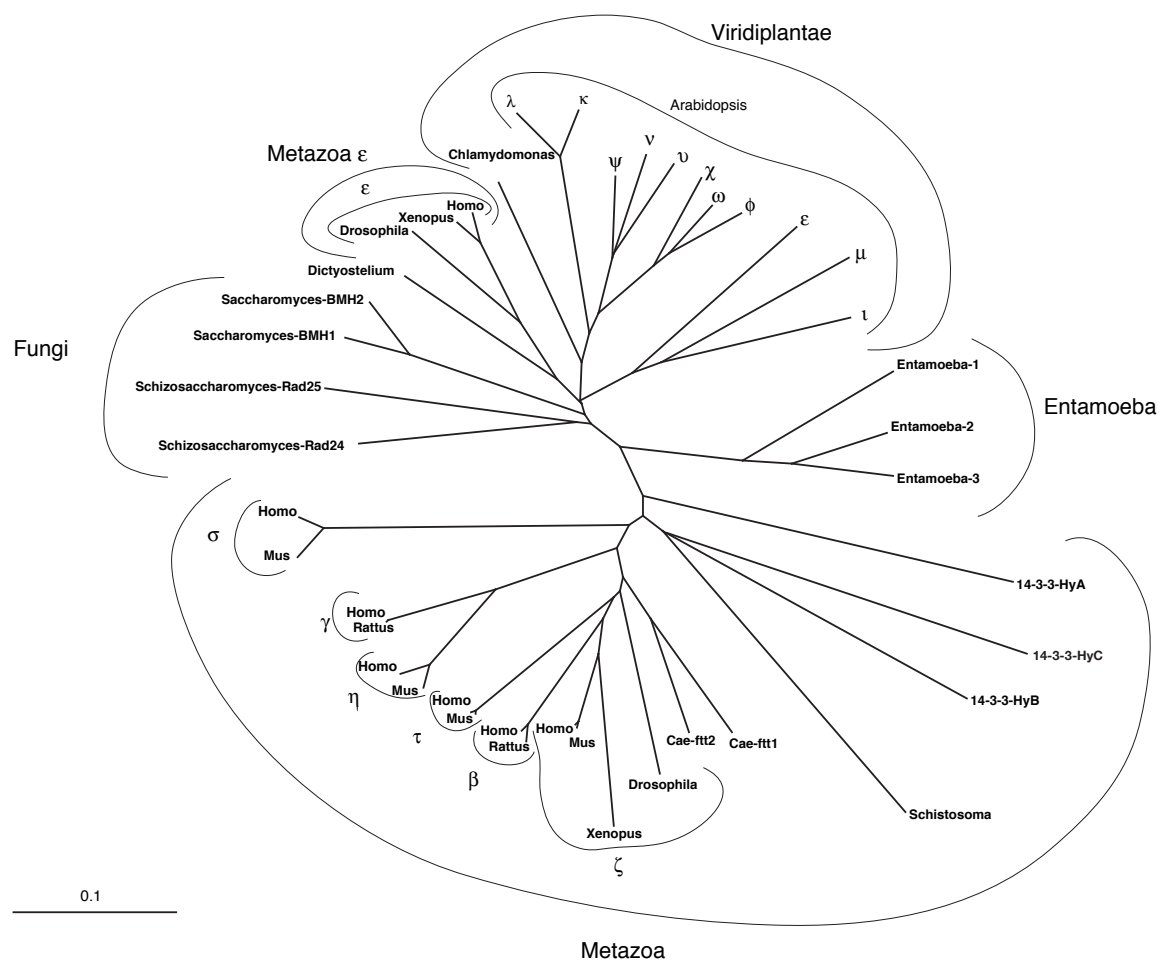 Viridiplantae
Arabidopsis
λ
κ
Chlamydomonas
ψ
ν
υ
χ
ω
ϕ
ε
μ
ι
Metazoa ε
ε
Homo
Xenopus
Drosophila
Dictyostelium
Fungi
Saccharomyces-BMH2
Saccharomyces-BMH1
Schizosaccharomyces-Rad25
Schizosaccharomyces-Rad24
Entamoeba
Entamoeba-1
Entamoeba-2
Entamoeba-3
σ
Homo
Mus
γ
Homo
Rattus
η
Homo
Mus
τ
Homo
Mus
β
Homo
Rattus
Homo
Mus
Xenopus
Drosophila
ζ
Cae-ftt2
Cae-ftt1
14-3-3-HyA
14-3-3-HyC
14-3-3-HyB
Schistosoma
0.1
Metazoa